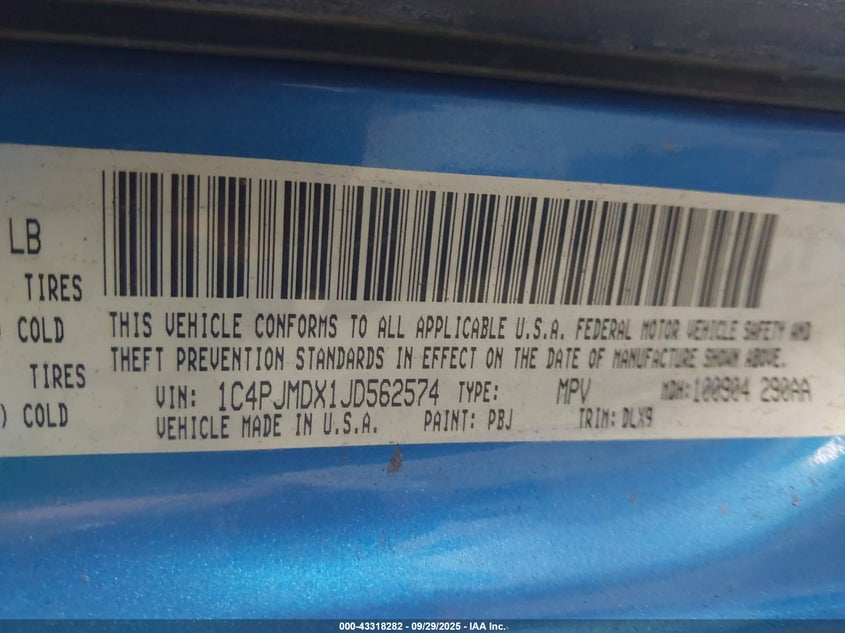 LB
TIRES
) COLD
TIRES
) COLD
THIS VEHICLE CONFORMS TO ALL APPLICABLE U.S.A. FEDERAL MOTOR VEHICLE SAFETY AND
THEFT PREVENTION STANDARDS IN EFFECT ON THE DATE OF MANUFACTURE SHOWN ABOVE.
VIN: 1C4PJMDX1JD562574 TYPE: MPV MDH: 100904 290AA
VEHICLE MADE IN U.S.A. PAINT: PBJ TRIM: DLX9
000-43318282 - 09/29/2025 - IAA Inc.